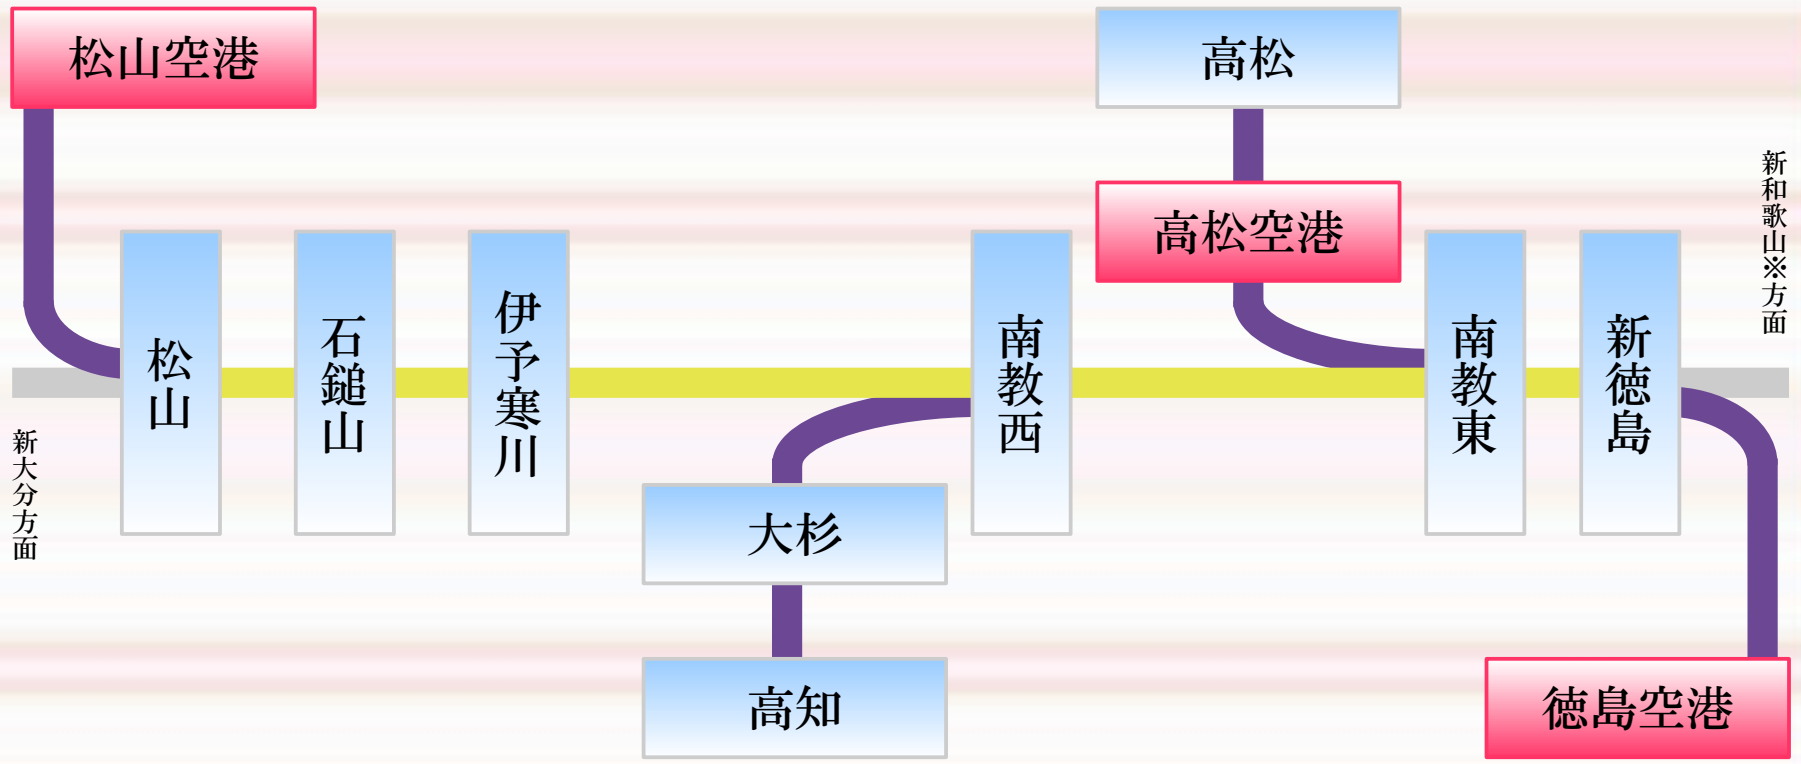 松山空港
高松
高松空港
新和歌山※方面
松山
石鎚山
伊予寒川
南教西
南教東
新徳島
新大分方面
大杉
高知
徳島空港